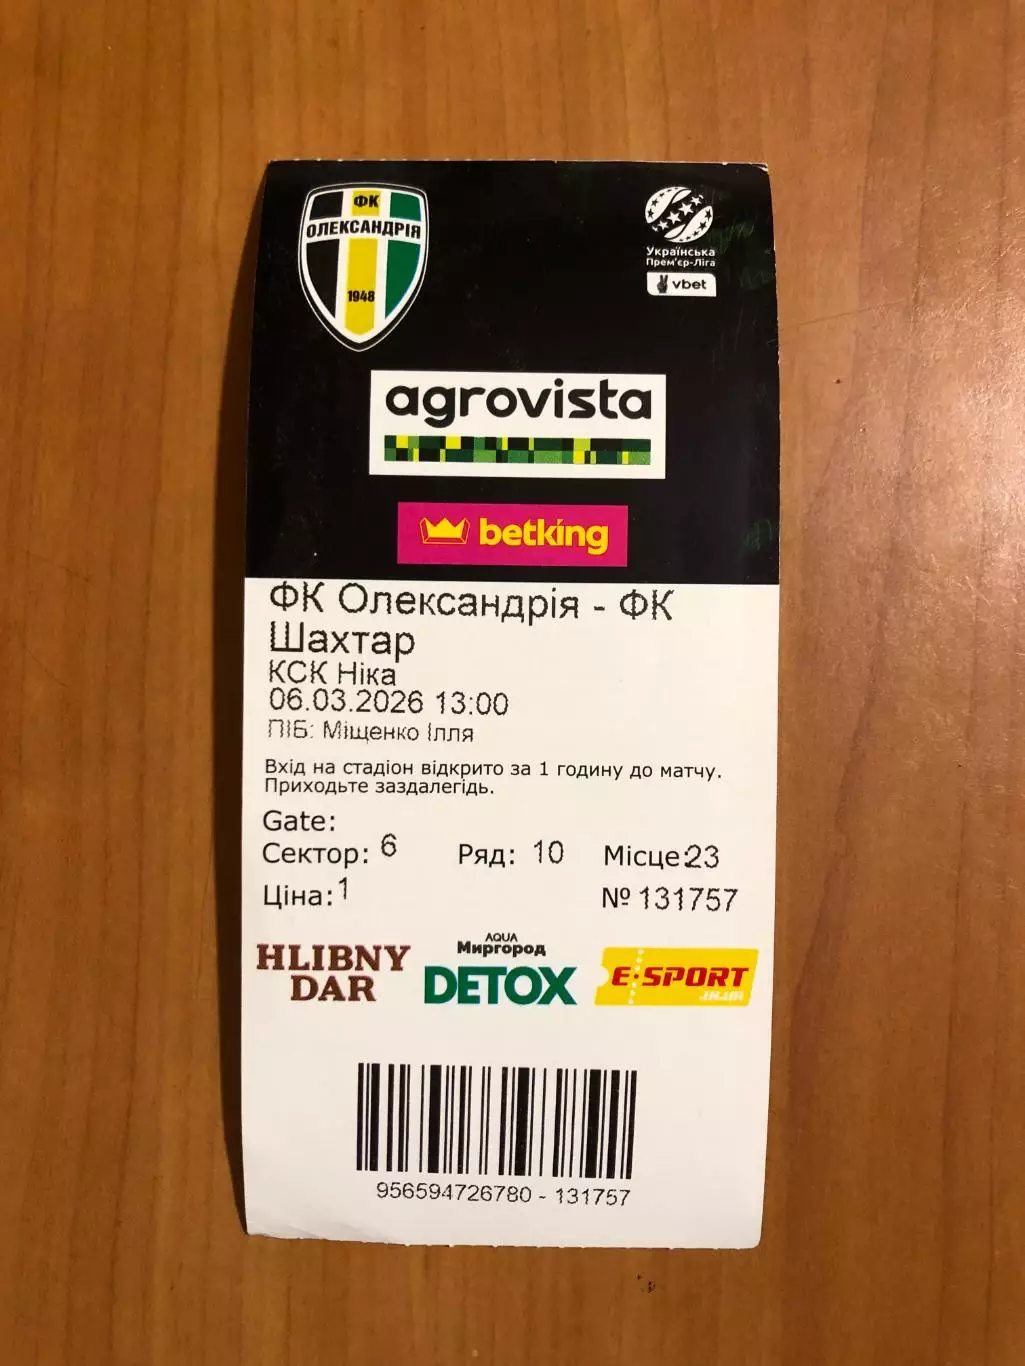 ФК
ОЛЕКСАНДРІЯ
1948
Українська
Прем'єр-Ліга
vbet
agrovista
betking
ФК Олександрія - ФК
Шахтар
КСК Ніка
06.03.2026 13:00
ПІБ: Міщенко Ілля
Вхід на стадіон відкрито за 1 годину до матчу.
Приходьте заздалегідь.
Gate:
Сектор: 6 Ряд: 10 Місце:23
Ціна: 1 № 131757
HLIBNY
DAR
AQUA
Миргород
DETOX
E·SPORT
956594726780 - 131757